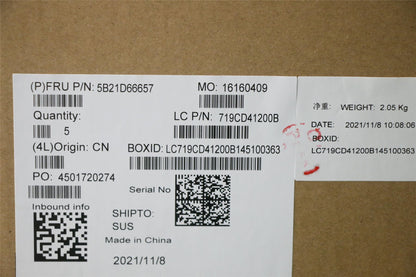 (P)FRU P/N: 5B21D66657
MO: 16160409
Quantity:
5
LC P/N: 719CD41200B
(4L)Origin: CN
BOXID: LC719CD41200B145100363
PO: 4501720274
Serial No
Inbound info
SHIPTO:
SUS
Made in China
2021/11/8
净重: WEIGHT: 2.05 Kg
DATE: 2021/11/8 10:08:06
BOXID:
LC719CD41200B145100363